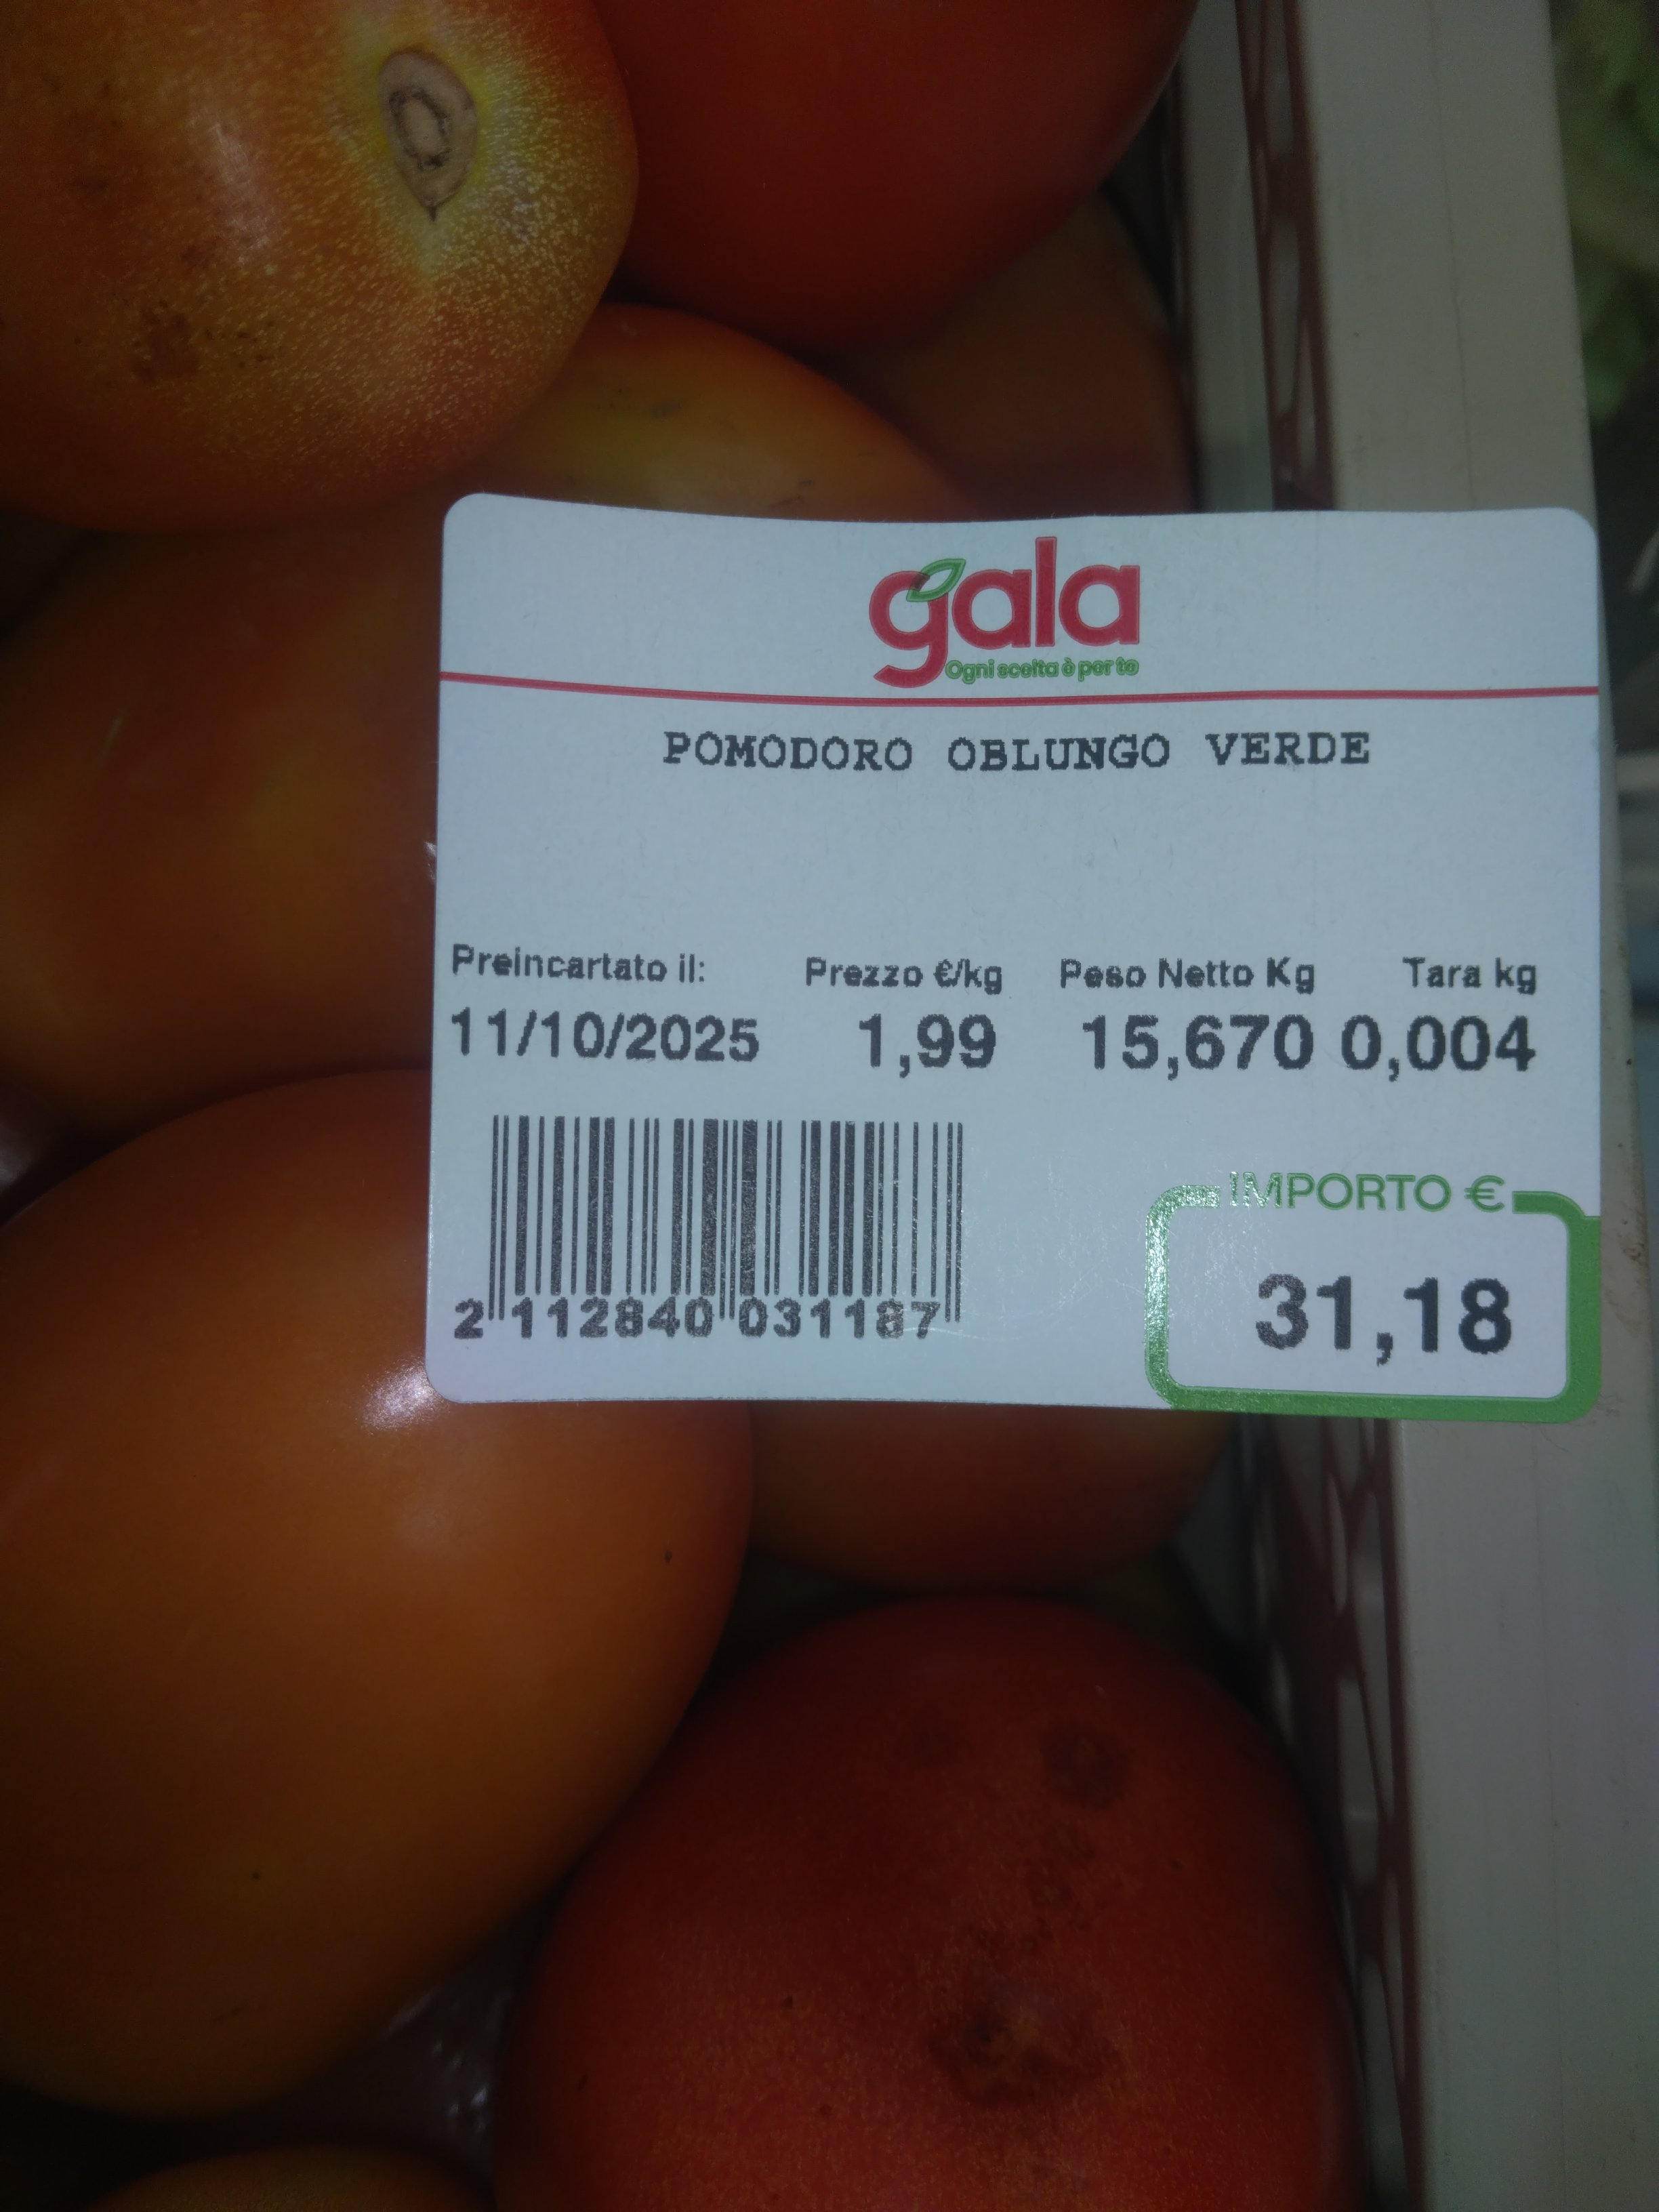 gala
Ogni scelta è per te
POMODORO OBLUNGO VERDE
Preincartato il: Prezzo €/kg Peso Netto Kg Tara kg
11/10/2025 1,99 15,670 0,004
IMPORTO €
31,18
2 112840 031187